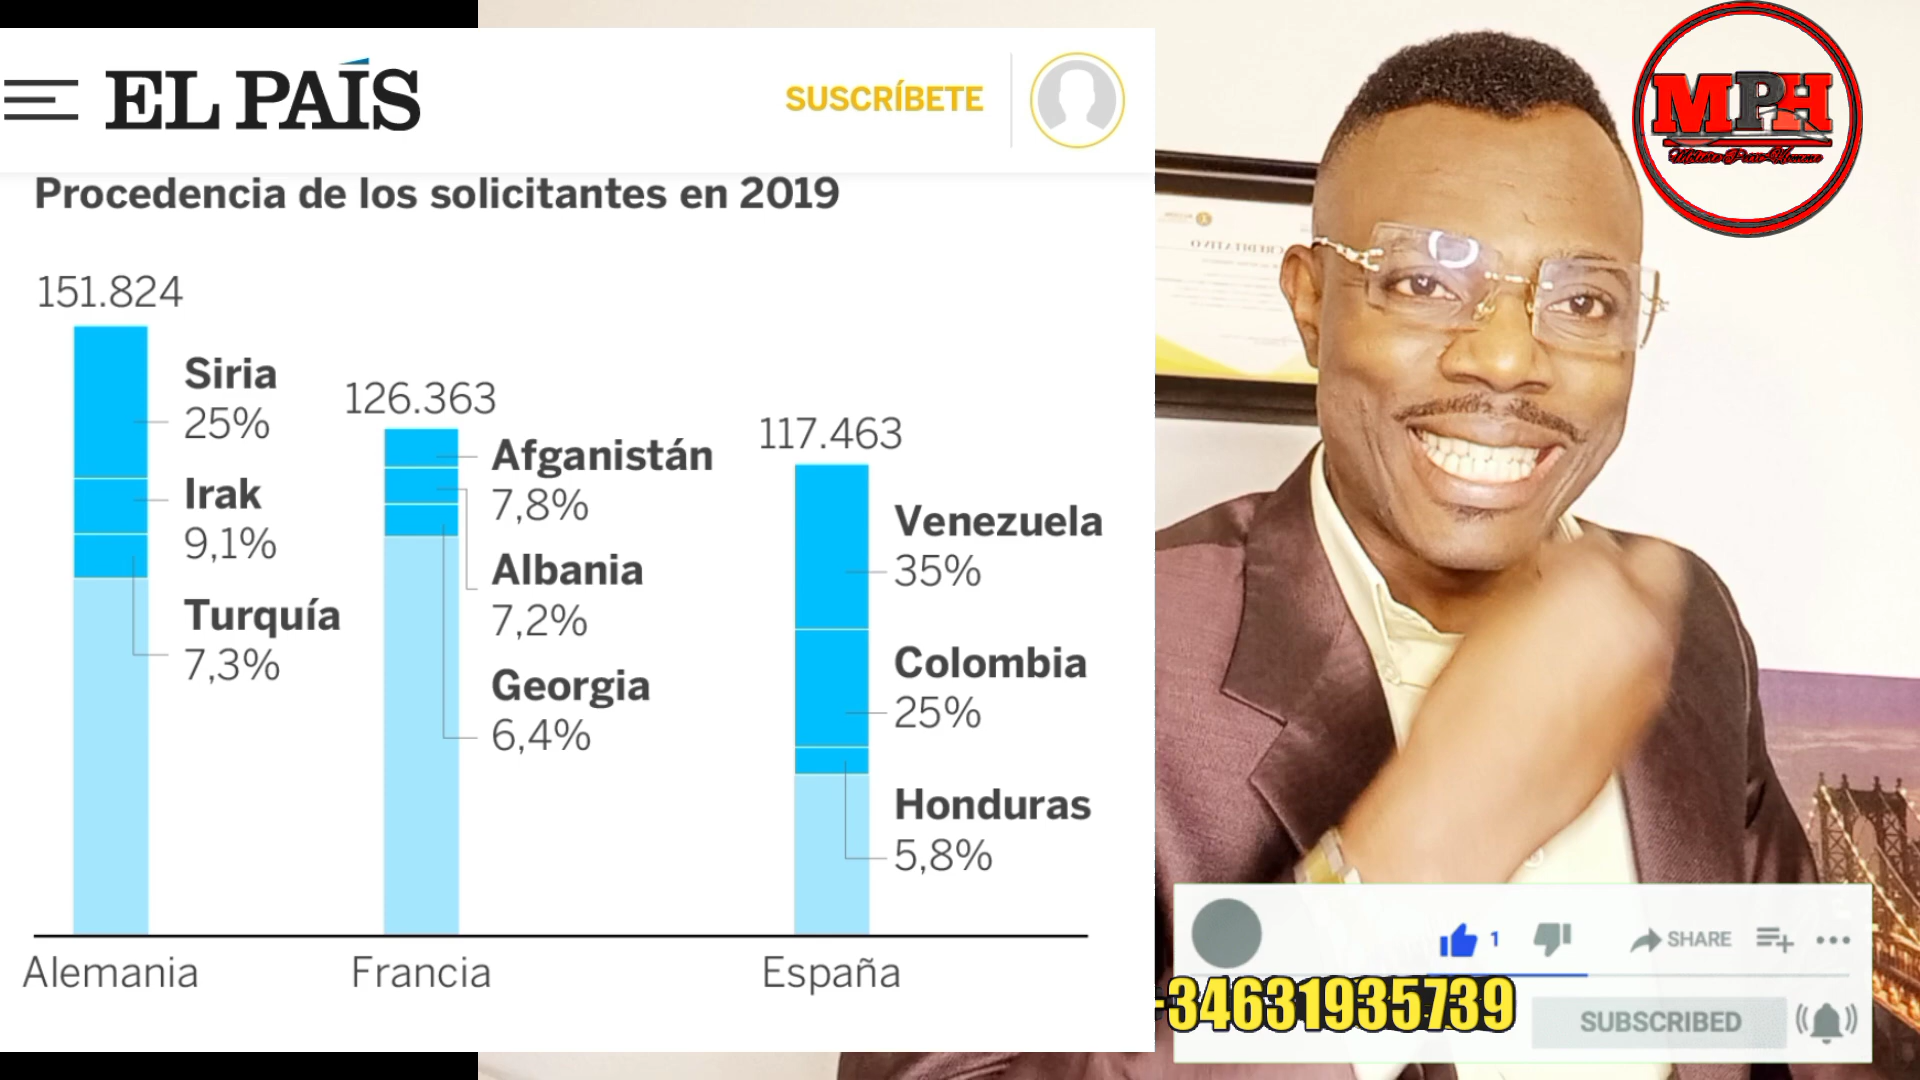 EL PAÍS
SUSCRÍBETE
Procedencia de los solicitantes en 2019
151.824
Siria
25%
Irak
9,1%
Turquía
7,3%
Alemania
126.363
Afganistán
7,8%
Albania
7,2%
Georgia
6,4%
Francia
117.463
Venezuela
35%
Colombia
25%
Honduras
5,8%
España
MPH
1
SHARE
34631935739
SUBSCRIBED